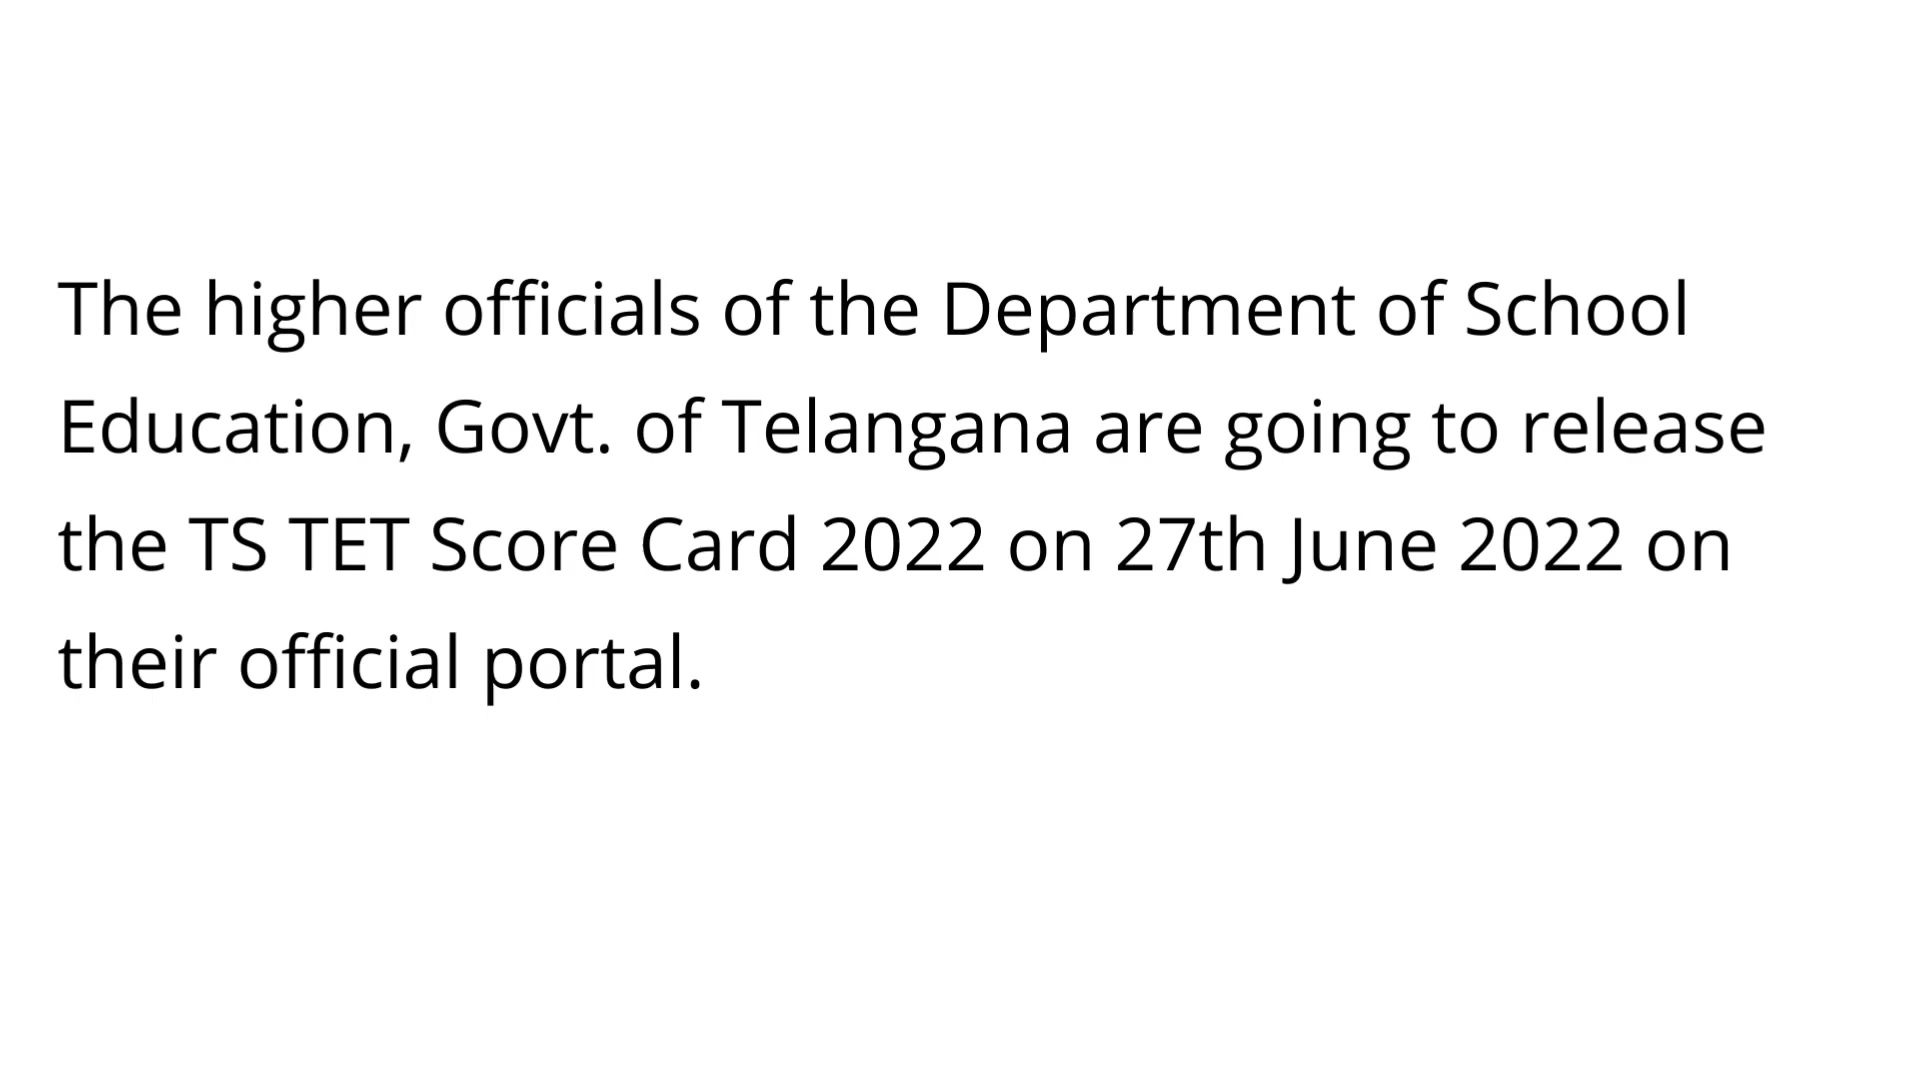 The higher officials of the Department of School
Education, Govt. of Telangana are going to release
the TS TET Score Card 2022 on 27th June 2022 on
their official portal.